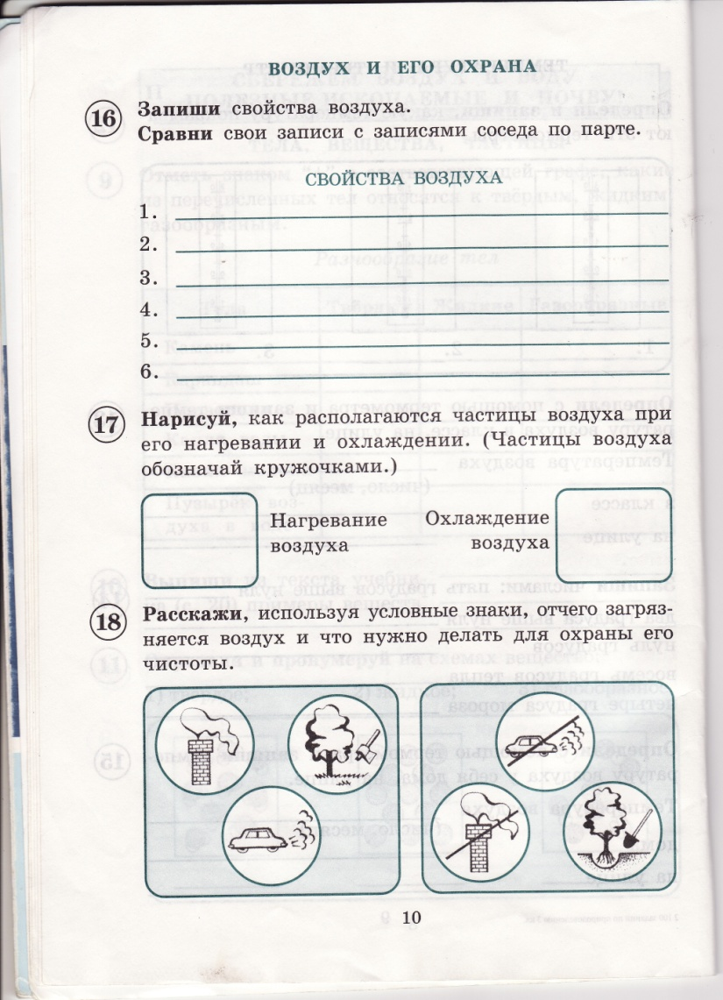 ВОЗДУХ И ЕГО ОХРАНА
16 Запиши свойства воздуха.
Сравни свои записи с записями соседа по парте.
СВОЙСТВА ВОЗДУХА
1.
2.
3.
4.
5.
6.
17 Нарисуй, как располагаются частицы воздуха при
его нагревании и охлаждении. (Частицы воздуха
обозначай кружочками.)
Нагревание
воздуха
Охлаждение
воздуха
18 Расскажи, используя условные знаки, отчего загряз-
няется воздух и что нужно делать для охраны его
чистоты.
10